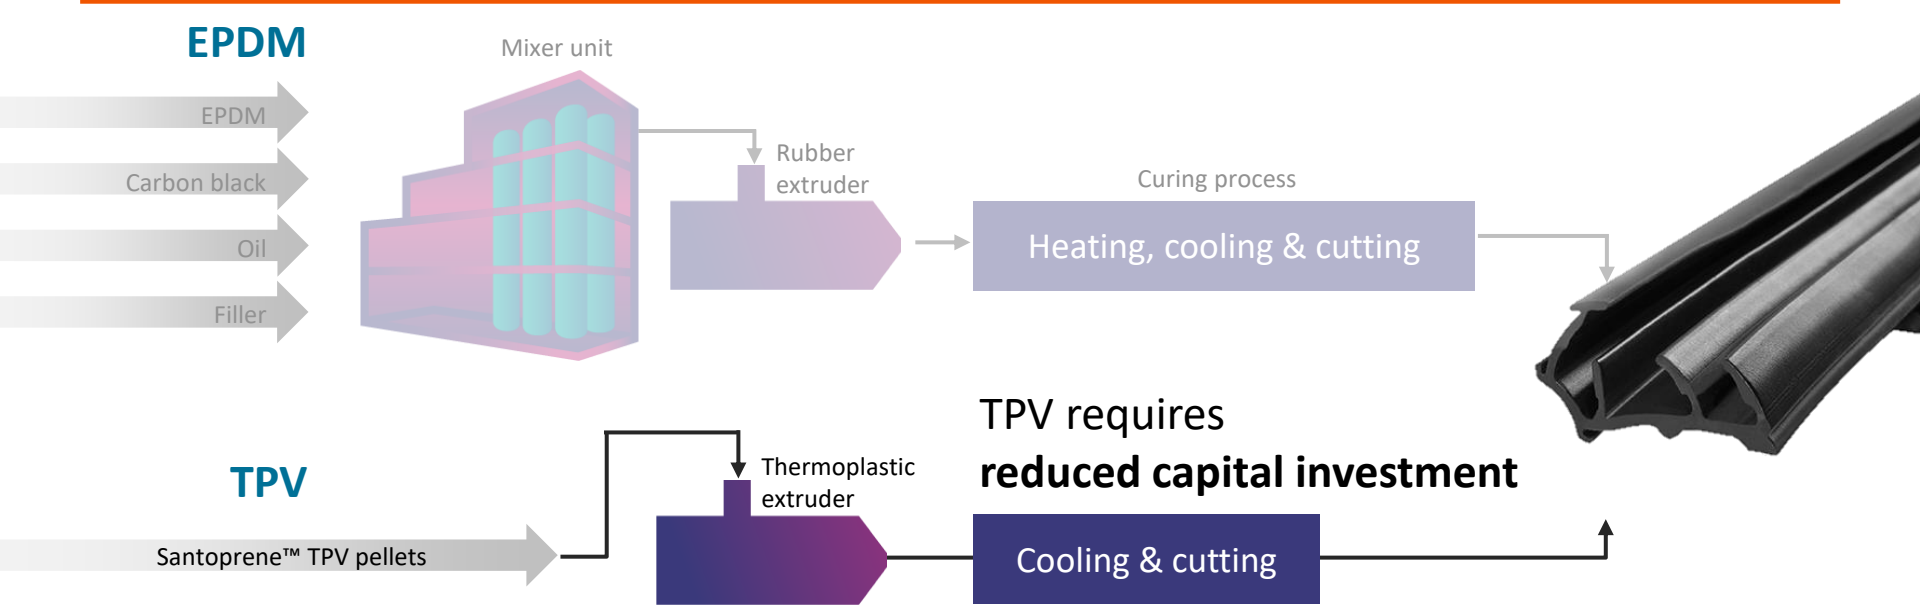 EPDM
Mixer unit
EPDM
Carbon black
Oil
Filler
Rubber
extruder
Curing process
Heating, cooling & cutting
TPV requires
reduced capital investment
TPV
Santoprene™ TPV pellets
Thermoplastic
extruder
Cooling & cutting